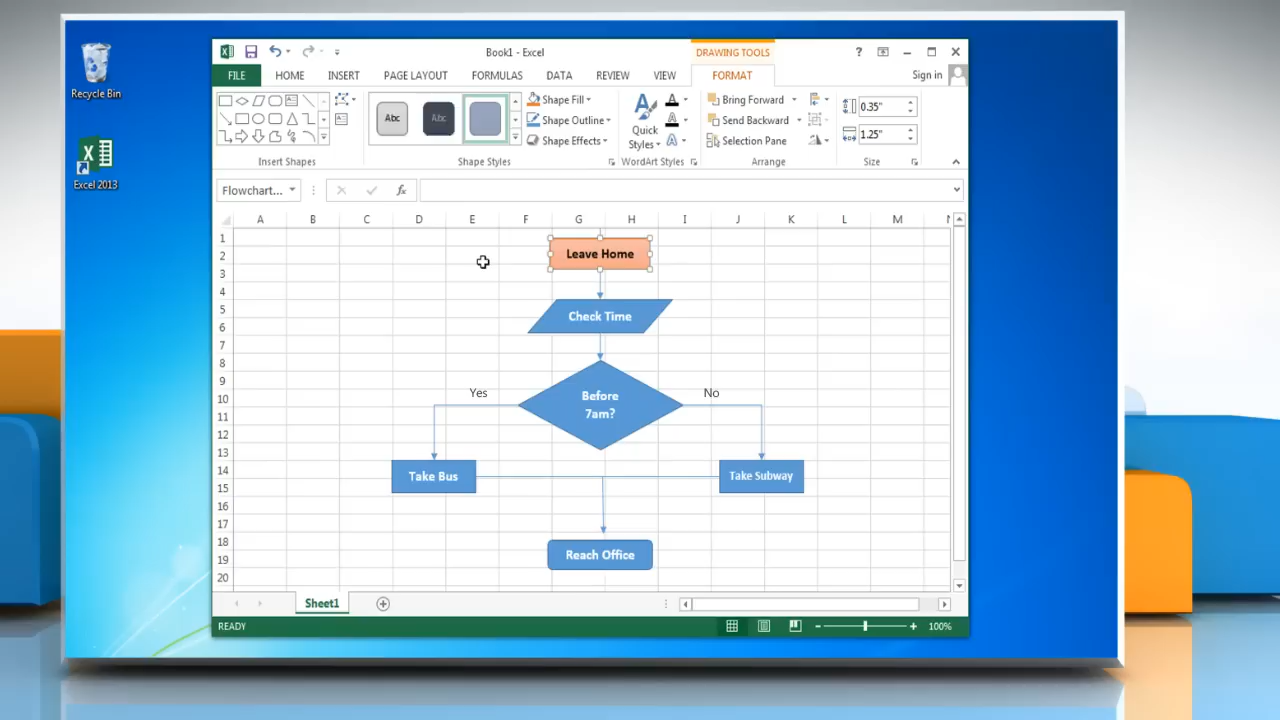 Recycle Bin
Excel 2013
Book1 - Excel
DRAWING TOOLS
?
FILE HOME INSERT PAGE LAYOUT FORMULAS DATA REVIEW VIEW FORMAT Sign in
Abc Abc
Shape Fill
Shape Outline
Shape Effects
Quick
Styles
A
A
A
Bring Forward
Send Backward
Selection Pane
0.35"
1.25"
Insert Shapes Shape Styles WordArt Styles Arrange Size
Flowchart... fx
A B C D E F G H I J K L M
1
2
3
4
5
6
7
8
9
10
11
12
13
14
15
16
17
18
19
20
Leave Home
Check Time
Before
7am?
Yes
No
Take Bus
Take Subway
Reach Office
Sheet1
READY
100%